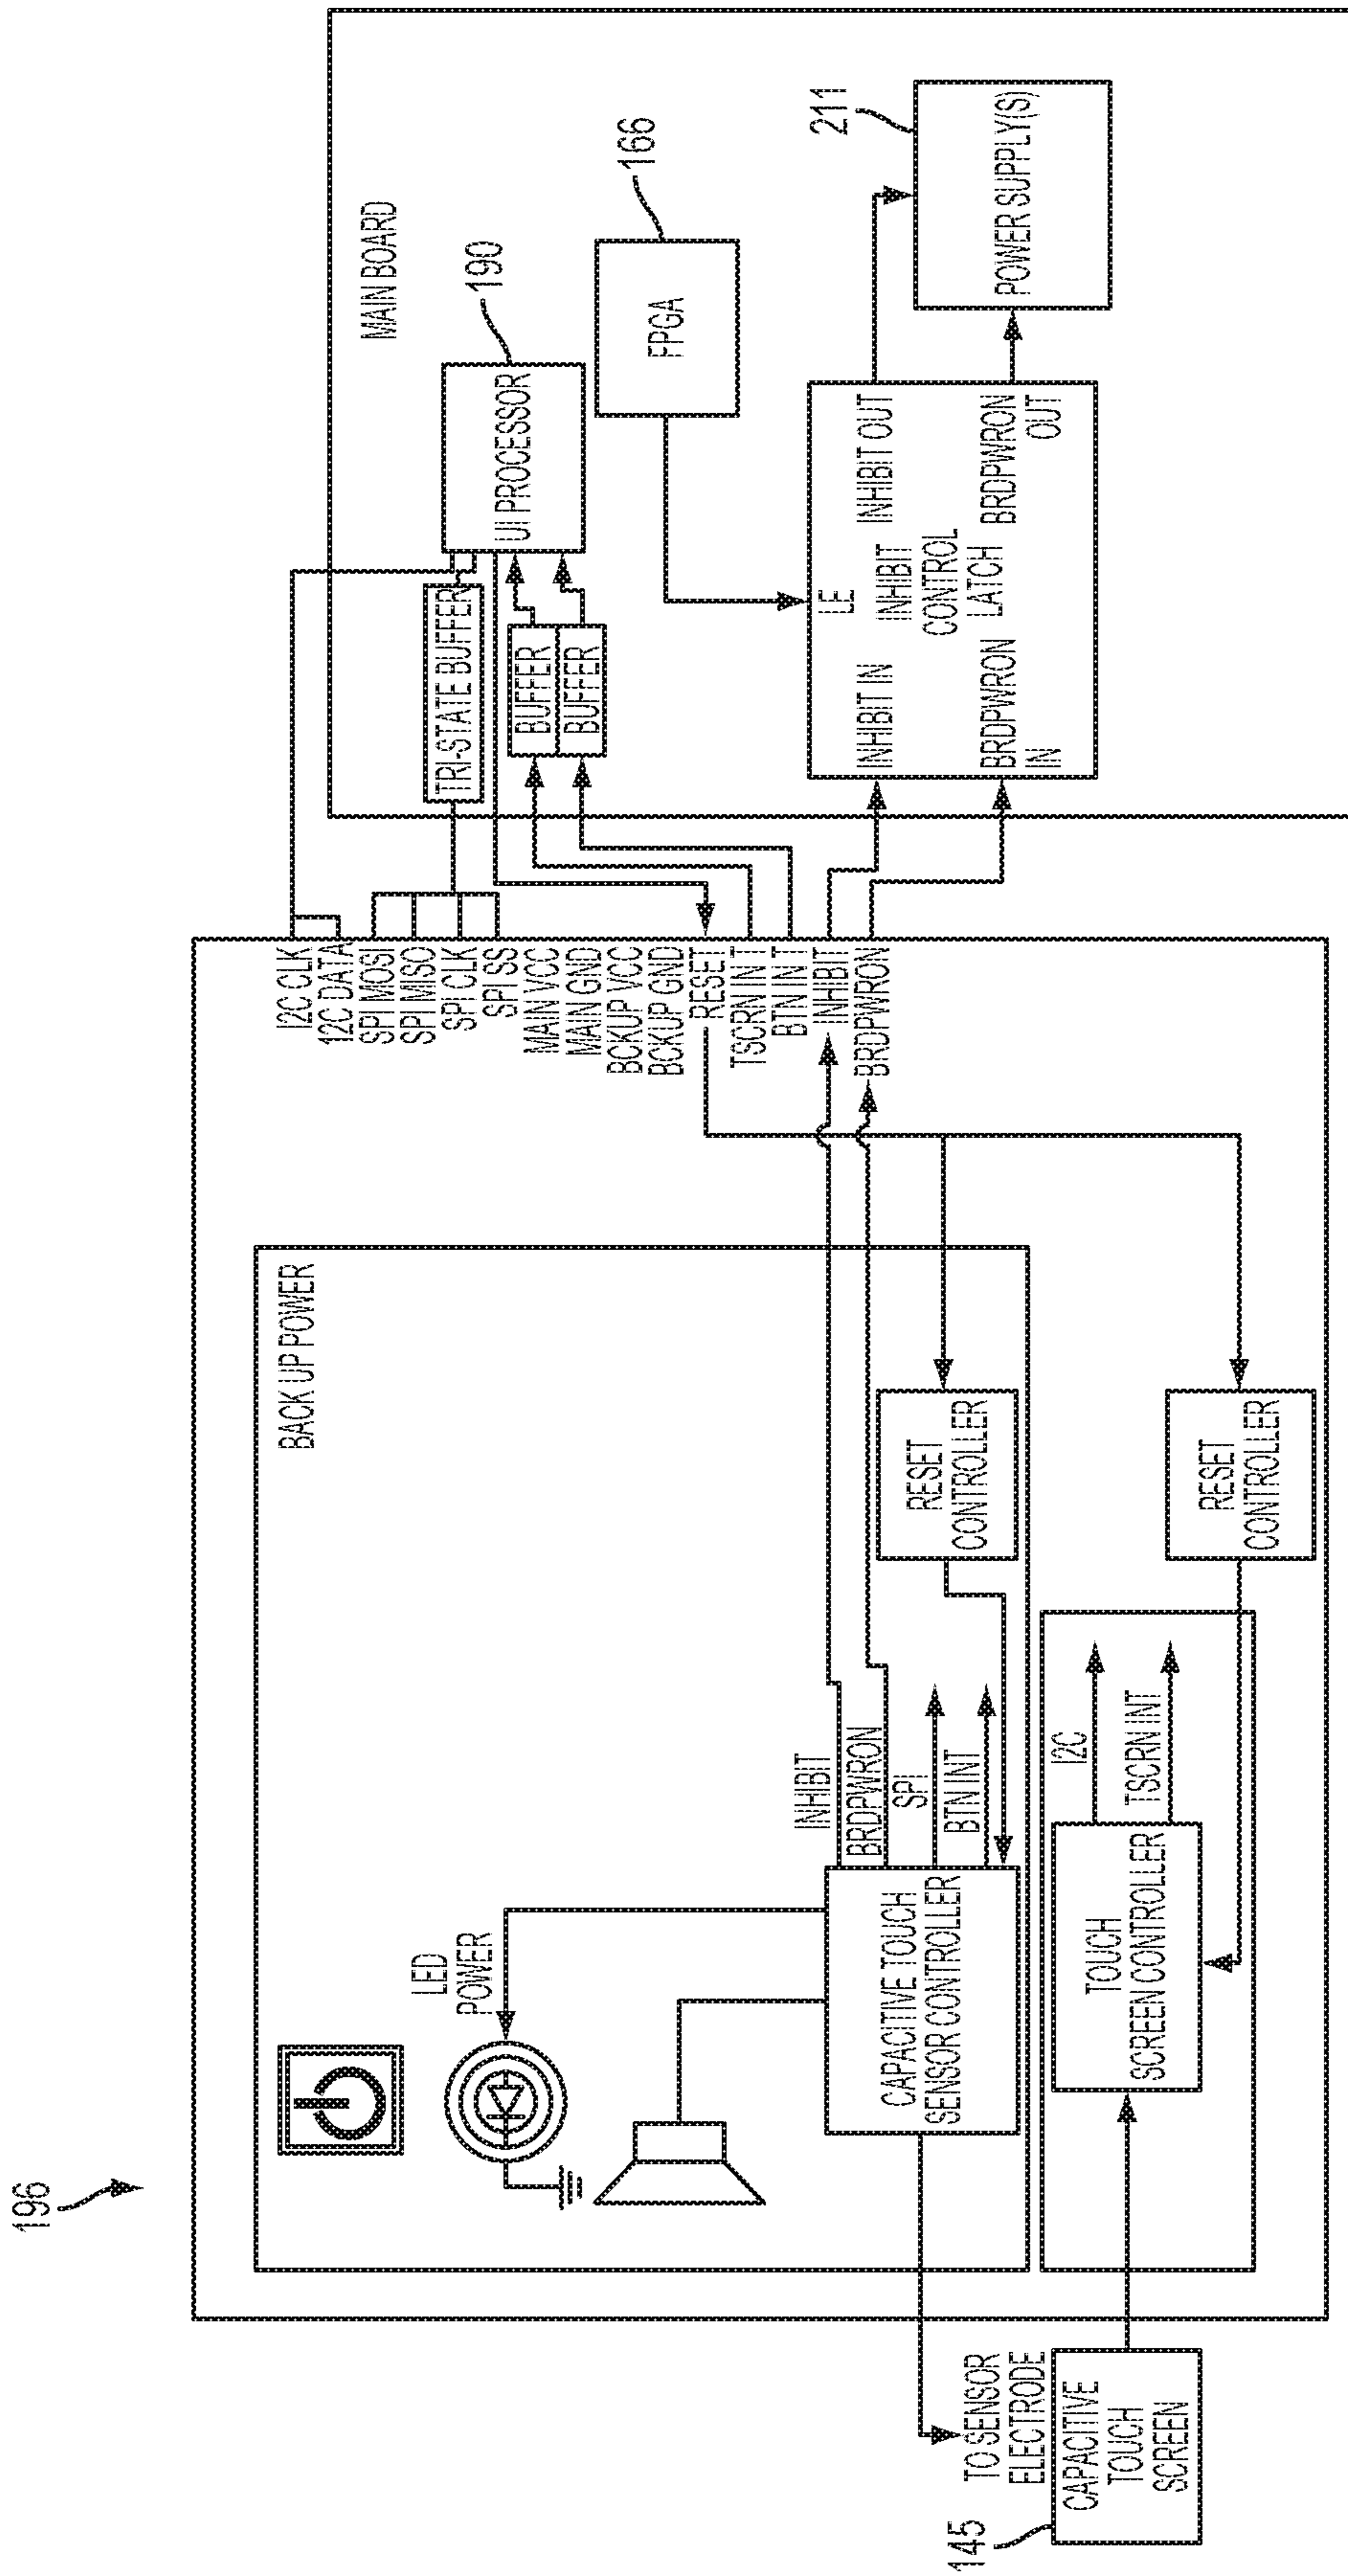 196
BACK UP POWER
LED
POWER
INHIBIT
BRDPWRON
SPI
BTN INT
CAPACITIVE TOUCH
SENSOR CONTROLLER
RESET
CONTROLLER
TO SENSOR
ELECTRODE
145
CAPACITIVE
TOUCH
SCREEN
TOUCH
SCREEN CONTROLLER
I2C
TSCRN INT
RESET
CONTROLLER
I2C CLK
12C DATA
SPI MOSI
SPI MISO
SPI CLK
SPI SS
MAIN VCC
MAIN GND
BCKUP VCC
BCKUP GND
RESET
TSCRN IN T
BTN IN T
INHIBIT
BRDPWRON
MAIN BOARD
TRI-STATE BUFFER
BUFFER
BUFFER
UI PROCESSOR
190
FPGA
166
LE
INHIBIT IN
INHIBIT
CONTROL
LATCH
INHIBIT OUT
BRDPWRON
IN
BRDPWRON
OUT
POWER SUPPLY(S)
211